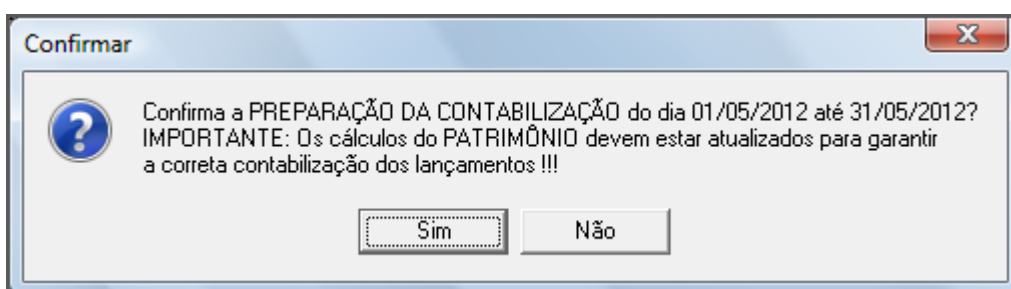 Confirmar
Confirma a PREPARAÇÃO DA CONTABILIZAÇÃO do dia 01/05/2012 até 31/05/2012?
IMPORTANTE: Os cálculos do PATRIMÔNIO devem estar atualizados para garantir
a correta contabilização dos lançamentos !!!
Sim
Não